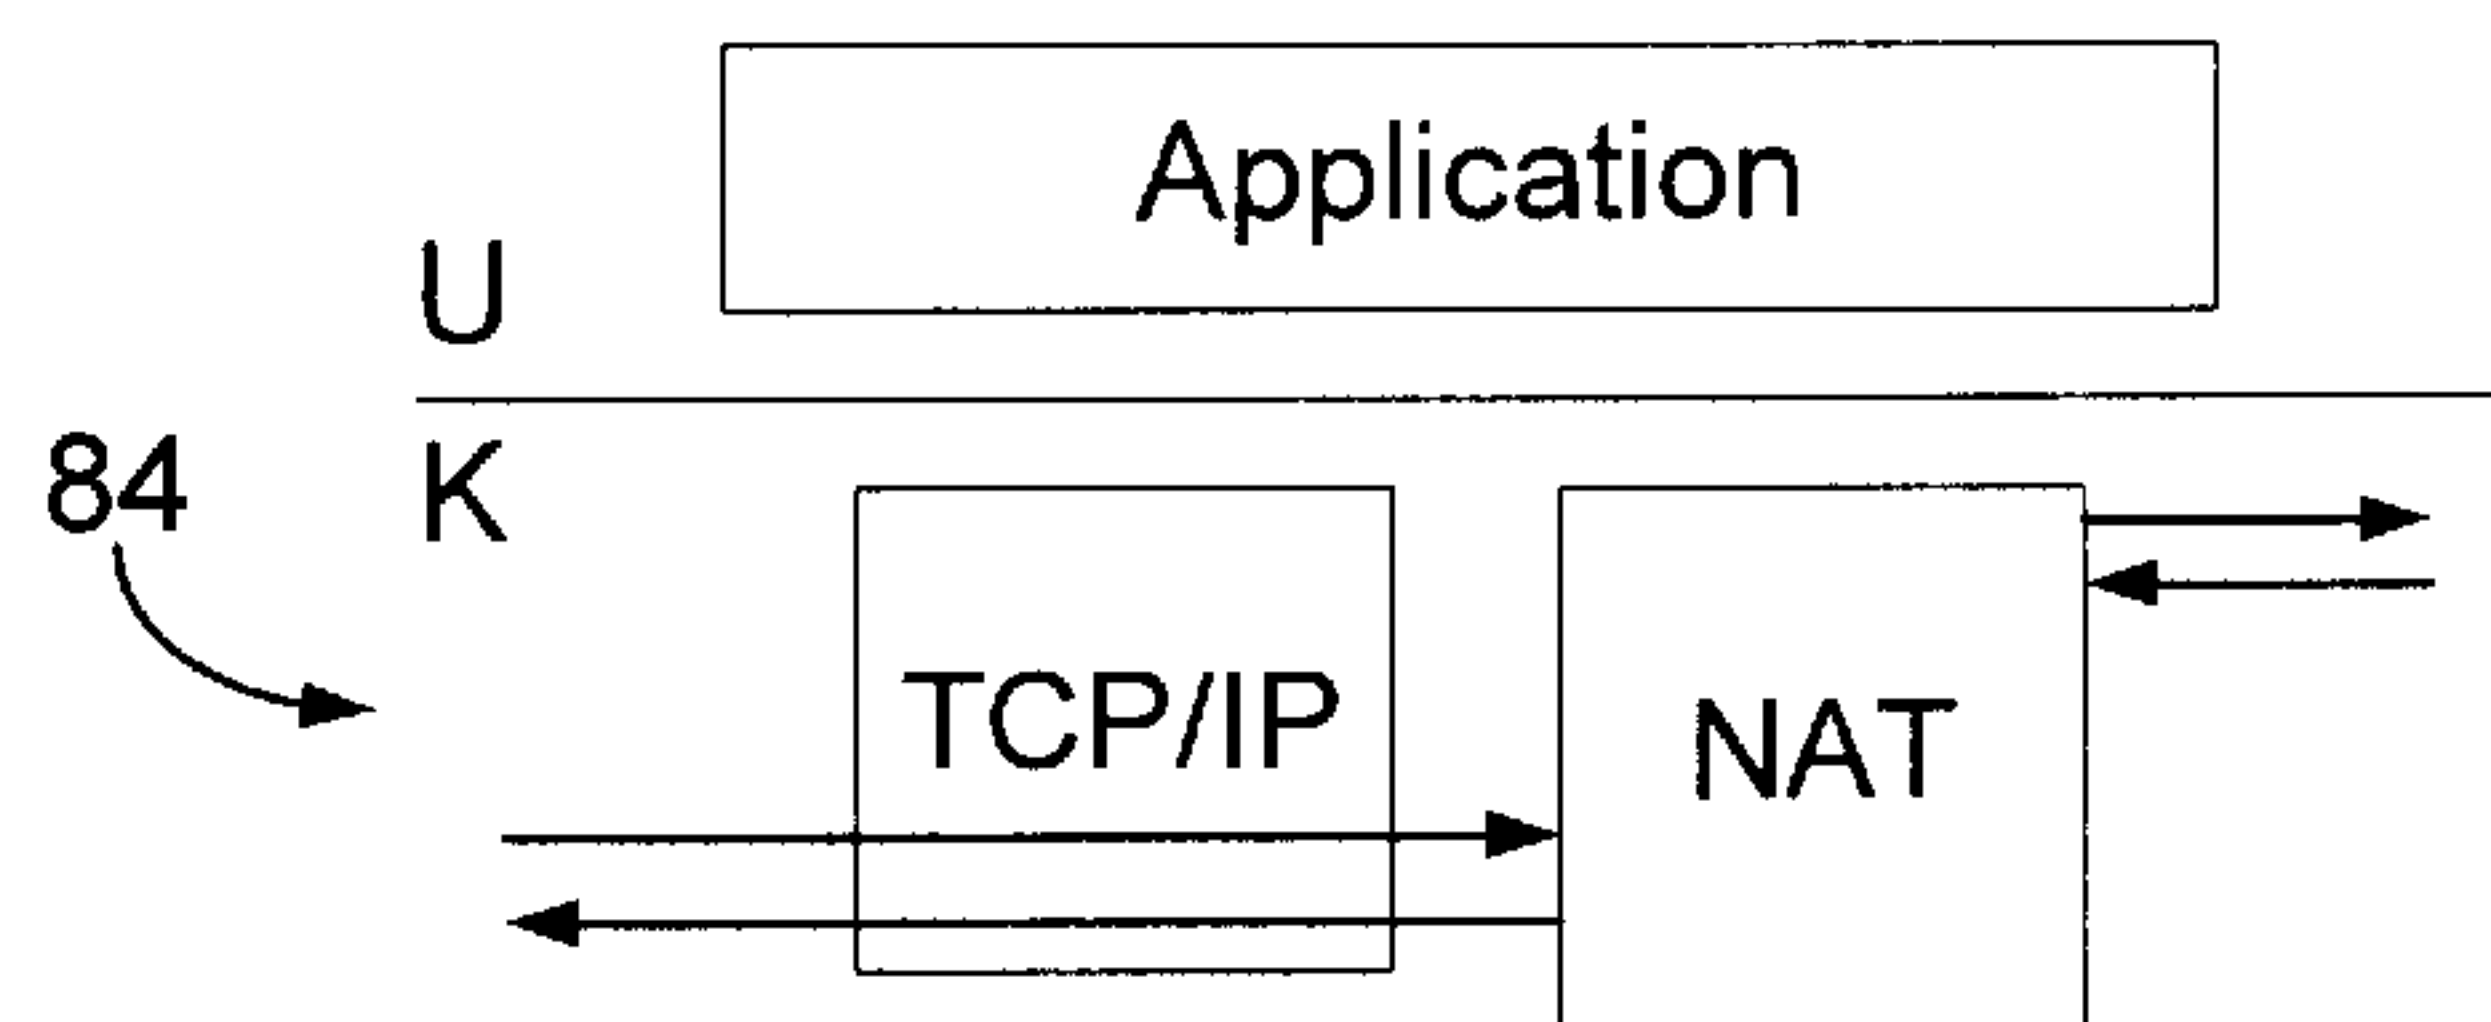 Application
U
K
84
TCP/IP
NAT